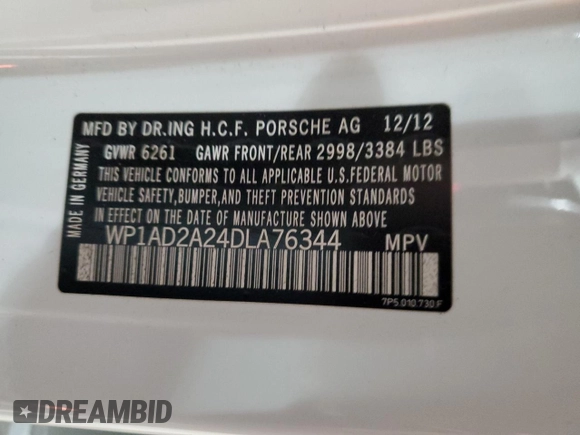 MFD BY DR.ING H.C.F. PORSCHE AG 12/12
GVWR 6261 GAWR FRONT/REAR 2998/3384 LBS
THIS VEHICLE CONFORMS TO ALL APPLICABLE U.S.FEDERAL MOTOR
VEHICLE SAFETY,BUMPER,AND THEFT PREVENTION STANDARDS
IN EFFECT ON THE DATE OF MANUFACTURE SHOWN ABOVE.
WP1AD2A24DLA76344 MPV
7P5.010.730.F
MADE IN GERMANY
DREAMBID